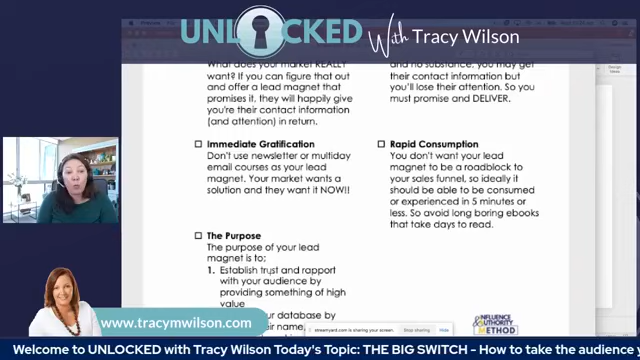 UNLOCKED
With Tracy Wilson
What does your market REALLY
want? If you can figure that out
and offer a lead magnet that
promises it, they will happily give
you're their contact information
(and attention) in return.
and no substance, you may get
their contact information but
you'll lose their attention. So you
must promise and DELIVER.
Immediate Gratification
Don't use newsletter or multiday
email courses as your lead
magnet. Your market wants a
solution and they want it NOW!!
Rapid Consumption
You don't want your lead
magnet to be a roadblock to
your sales funnel, so ideally it
should be able to be consumed
or experienced in 5 minutes or
less. So avoid long boring ebooks
that take days to read.
The Purpose
The purpose of your lead
magnet is to:
1. Establish trust and rapport
with your audience by
providing something of high
value
ur database by
eir name,
streamyard.com is sharing your screen.
Stop sharing
Hide
INFLUENCE
&AUTHORITY
METHOD
www.tracymwilson.com
Welcome to UNLOCKED with Tracy Wilson Today's Topic: THE BIG SWITCH - How to take the audience